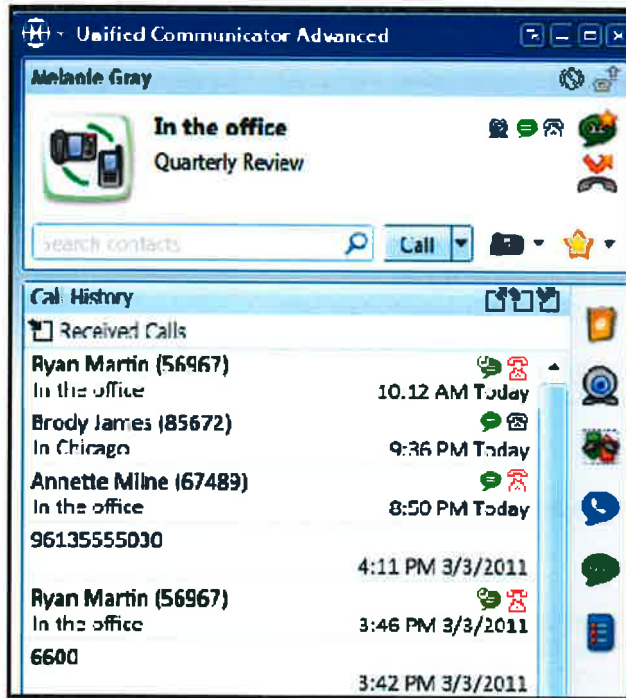 Unified Communicator Advanced
Melanie Gray
In the office
Quarterly Review
Search contacts
Call
Call History
Received Calls
Ryan Martin (56967)
In the office 10.12 AM Today
Brody James (85672)
In Chicago 9:36 PM Today
Annette Milne (67489)
In the office 8:50 PM Today
96135555030
4:11 PM 3/3/2011
Ryan Martin (56967)
In the office 3:46 PM 3/3/2011
6600
3:42 PM 3/3/2011